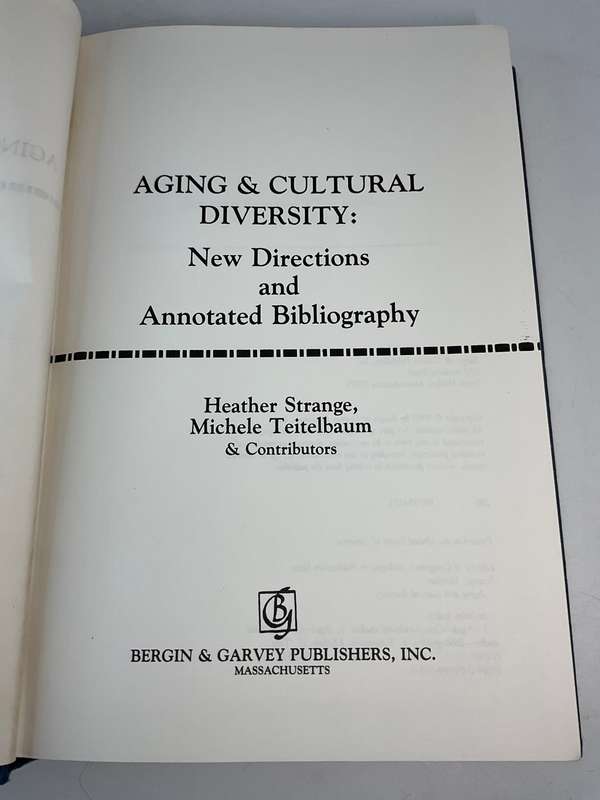 AGING & CULTURAL
DIVERSITY:
New Directions
and
Annotated Bibliography
Heather Strange,
Michele Teitelbaum
& Contributors
BG
BERGIN & GARVEY PUBLISHERS, INC.
MASSACHUSETTS